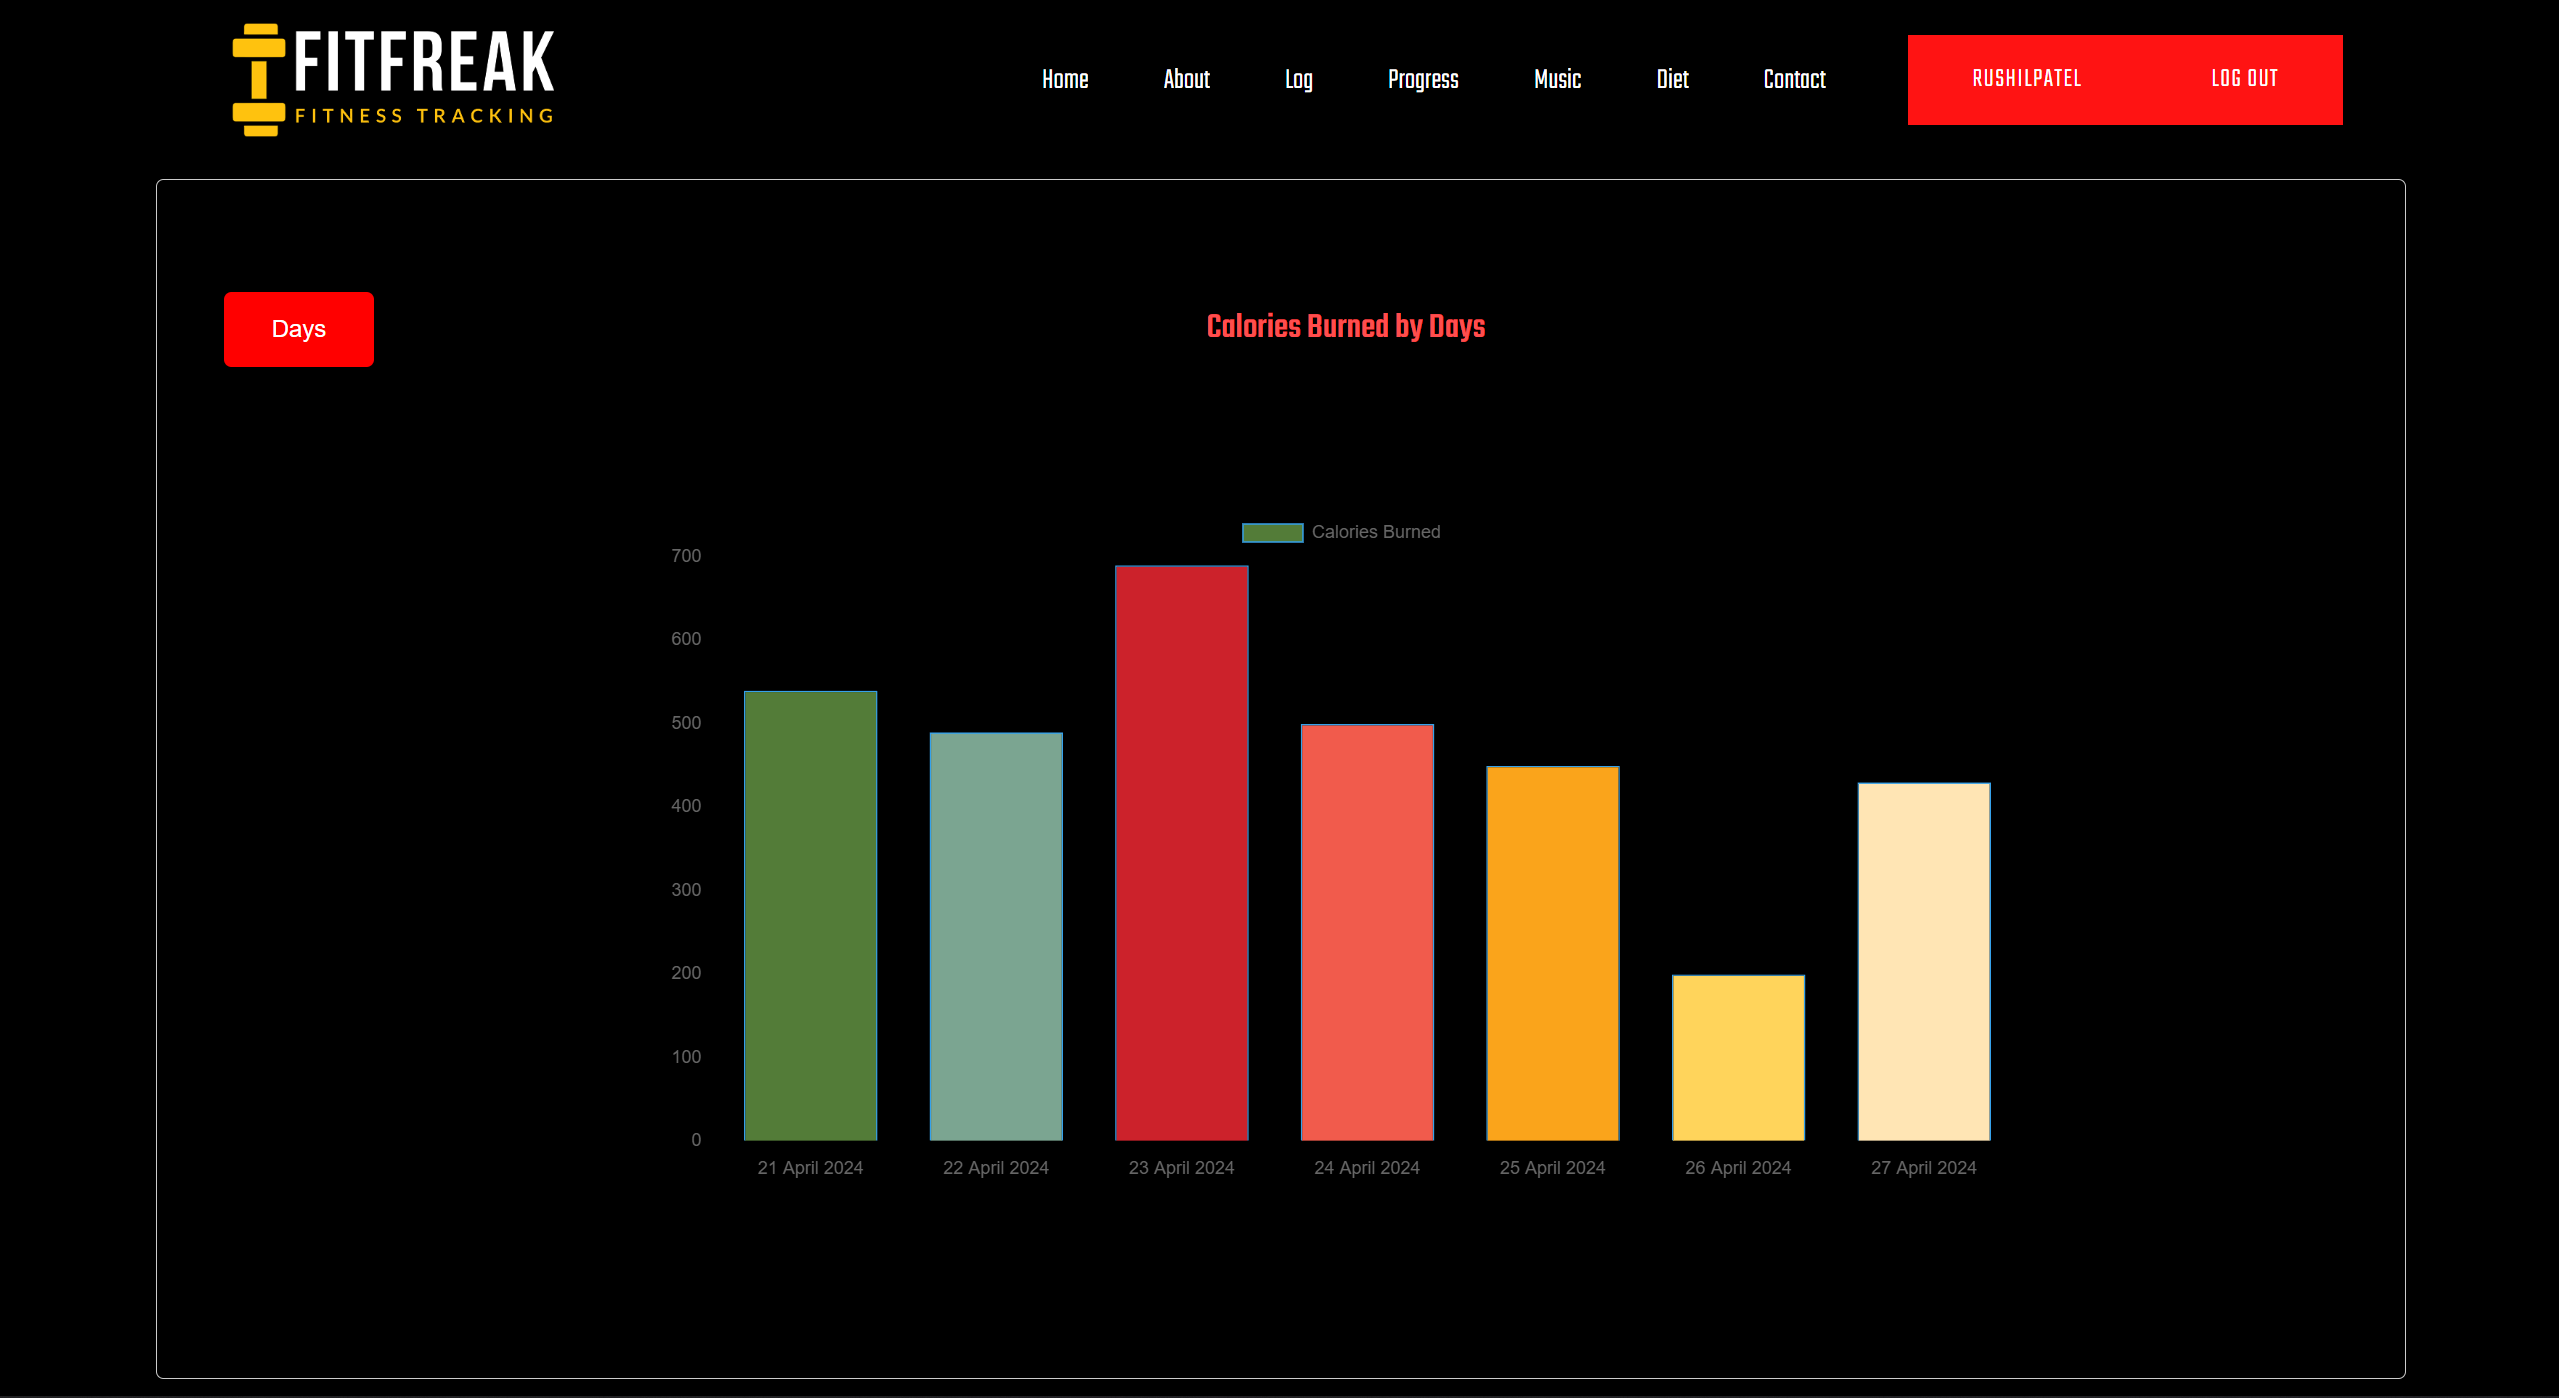 FITFREAK
FITNESS TRACKING
Home About Log Progress Music Diet Contact RUSHILPATEL LOG OUT
Days
Calories Burned by Days
Calories Burned
700
600
500
400
300
200
100
0
21 April 2024 22 April 2024 23 April 2024 24 April 2024 25 April 2024 26 April 2024 27 April 2024